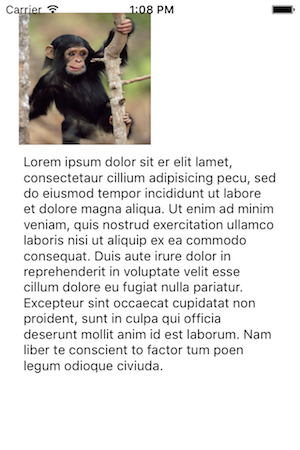 Carrier 1:08 PM
Lorem ipsum dolor sit er elit lamet,
consectetaur cillium adipisicing pecu, sed
do eiusmod tempor incididunt ut labore
et dolore magna aliqua. Ut enim ad minim
veniam, quis nostrud exercitation ullamco
laboris nisi ut aliquip ex ea commodo
consequat. Duis aute irure dolor in
reprehenderit in voluptate velit esse
cillum dolore eu fugiat nulla pariatur.
Excepteur sint occaecat cupidatat non
proident, sunt in culpa qui officia
deserunt mollit anim id est laborum. Nam
liber te conscient to factor tum poen
legum odioque civiuda.